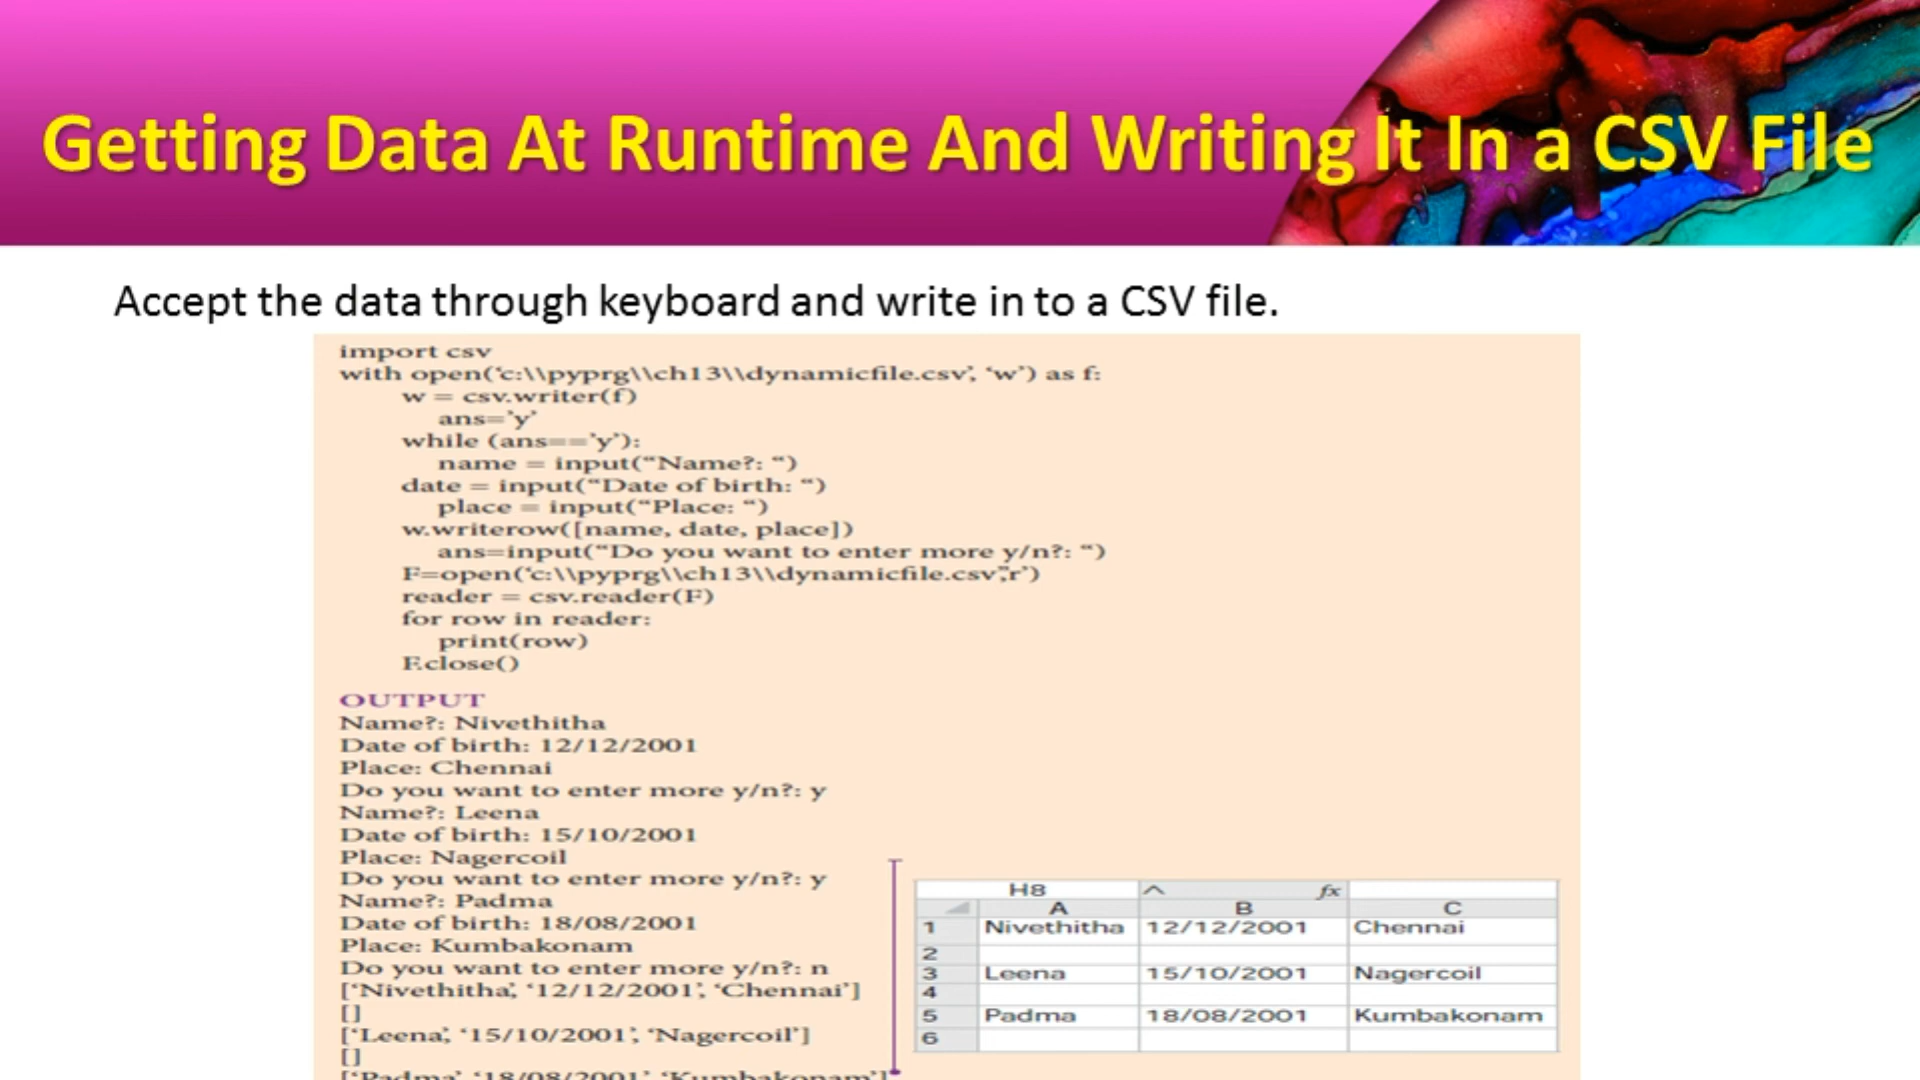 Getting Data At Runtime And Writing It In a CSV File
Accept the data through keyboard and write in to a CSV file.
import csv
with open(‘c:\\pyprg\\ch13\\dynamicfile.csv’, ‘w’) as f:
w = csv.writer(f)
ans=’y’
while (ans==’y’):
name = input(“Name?: “)
date = input(“Date of birth: “)
place = input(“Place: “)
w.writerow([name, date, place])
ans=input(“Do you want to enter more y/n?: “)
F=open(‘c:\\pyprg\\ch13\\dynamicfile.csv’,’r’)
reader = csv.reader(F)
for row in reader:
print(row)
F.close()
OUTPUT
Name?: Nivethitha
Date of birth: 12/12/2001
Place: Chennai
Do you want to enter more y/n?: y
Name?: Leena
Date of birth: 15/10/2001
Place: Nagercoil
Do you want to enter more y/n?: y
Name?: Padma
Date of birth: 18/08/2001
Place: Kumbakonam
Do you want to enter more y/n?: n
[‘Nivethitha’, ‘12/12/2001’, ‘Chennai’]
[]
[‘Leena’, ‘15/10/2001’, ‘Nagercoil’]
[]
[‘Padma’, ‘18/08/2001’, ‘Kumbakonam’]
H8 fx
A B C
1 Nivethitha 12/12/2001 Chennai
2
3 Leena 15/10/2001 Nagercoil
4
5 Padma 18/08/2001 Kumbakonam
6